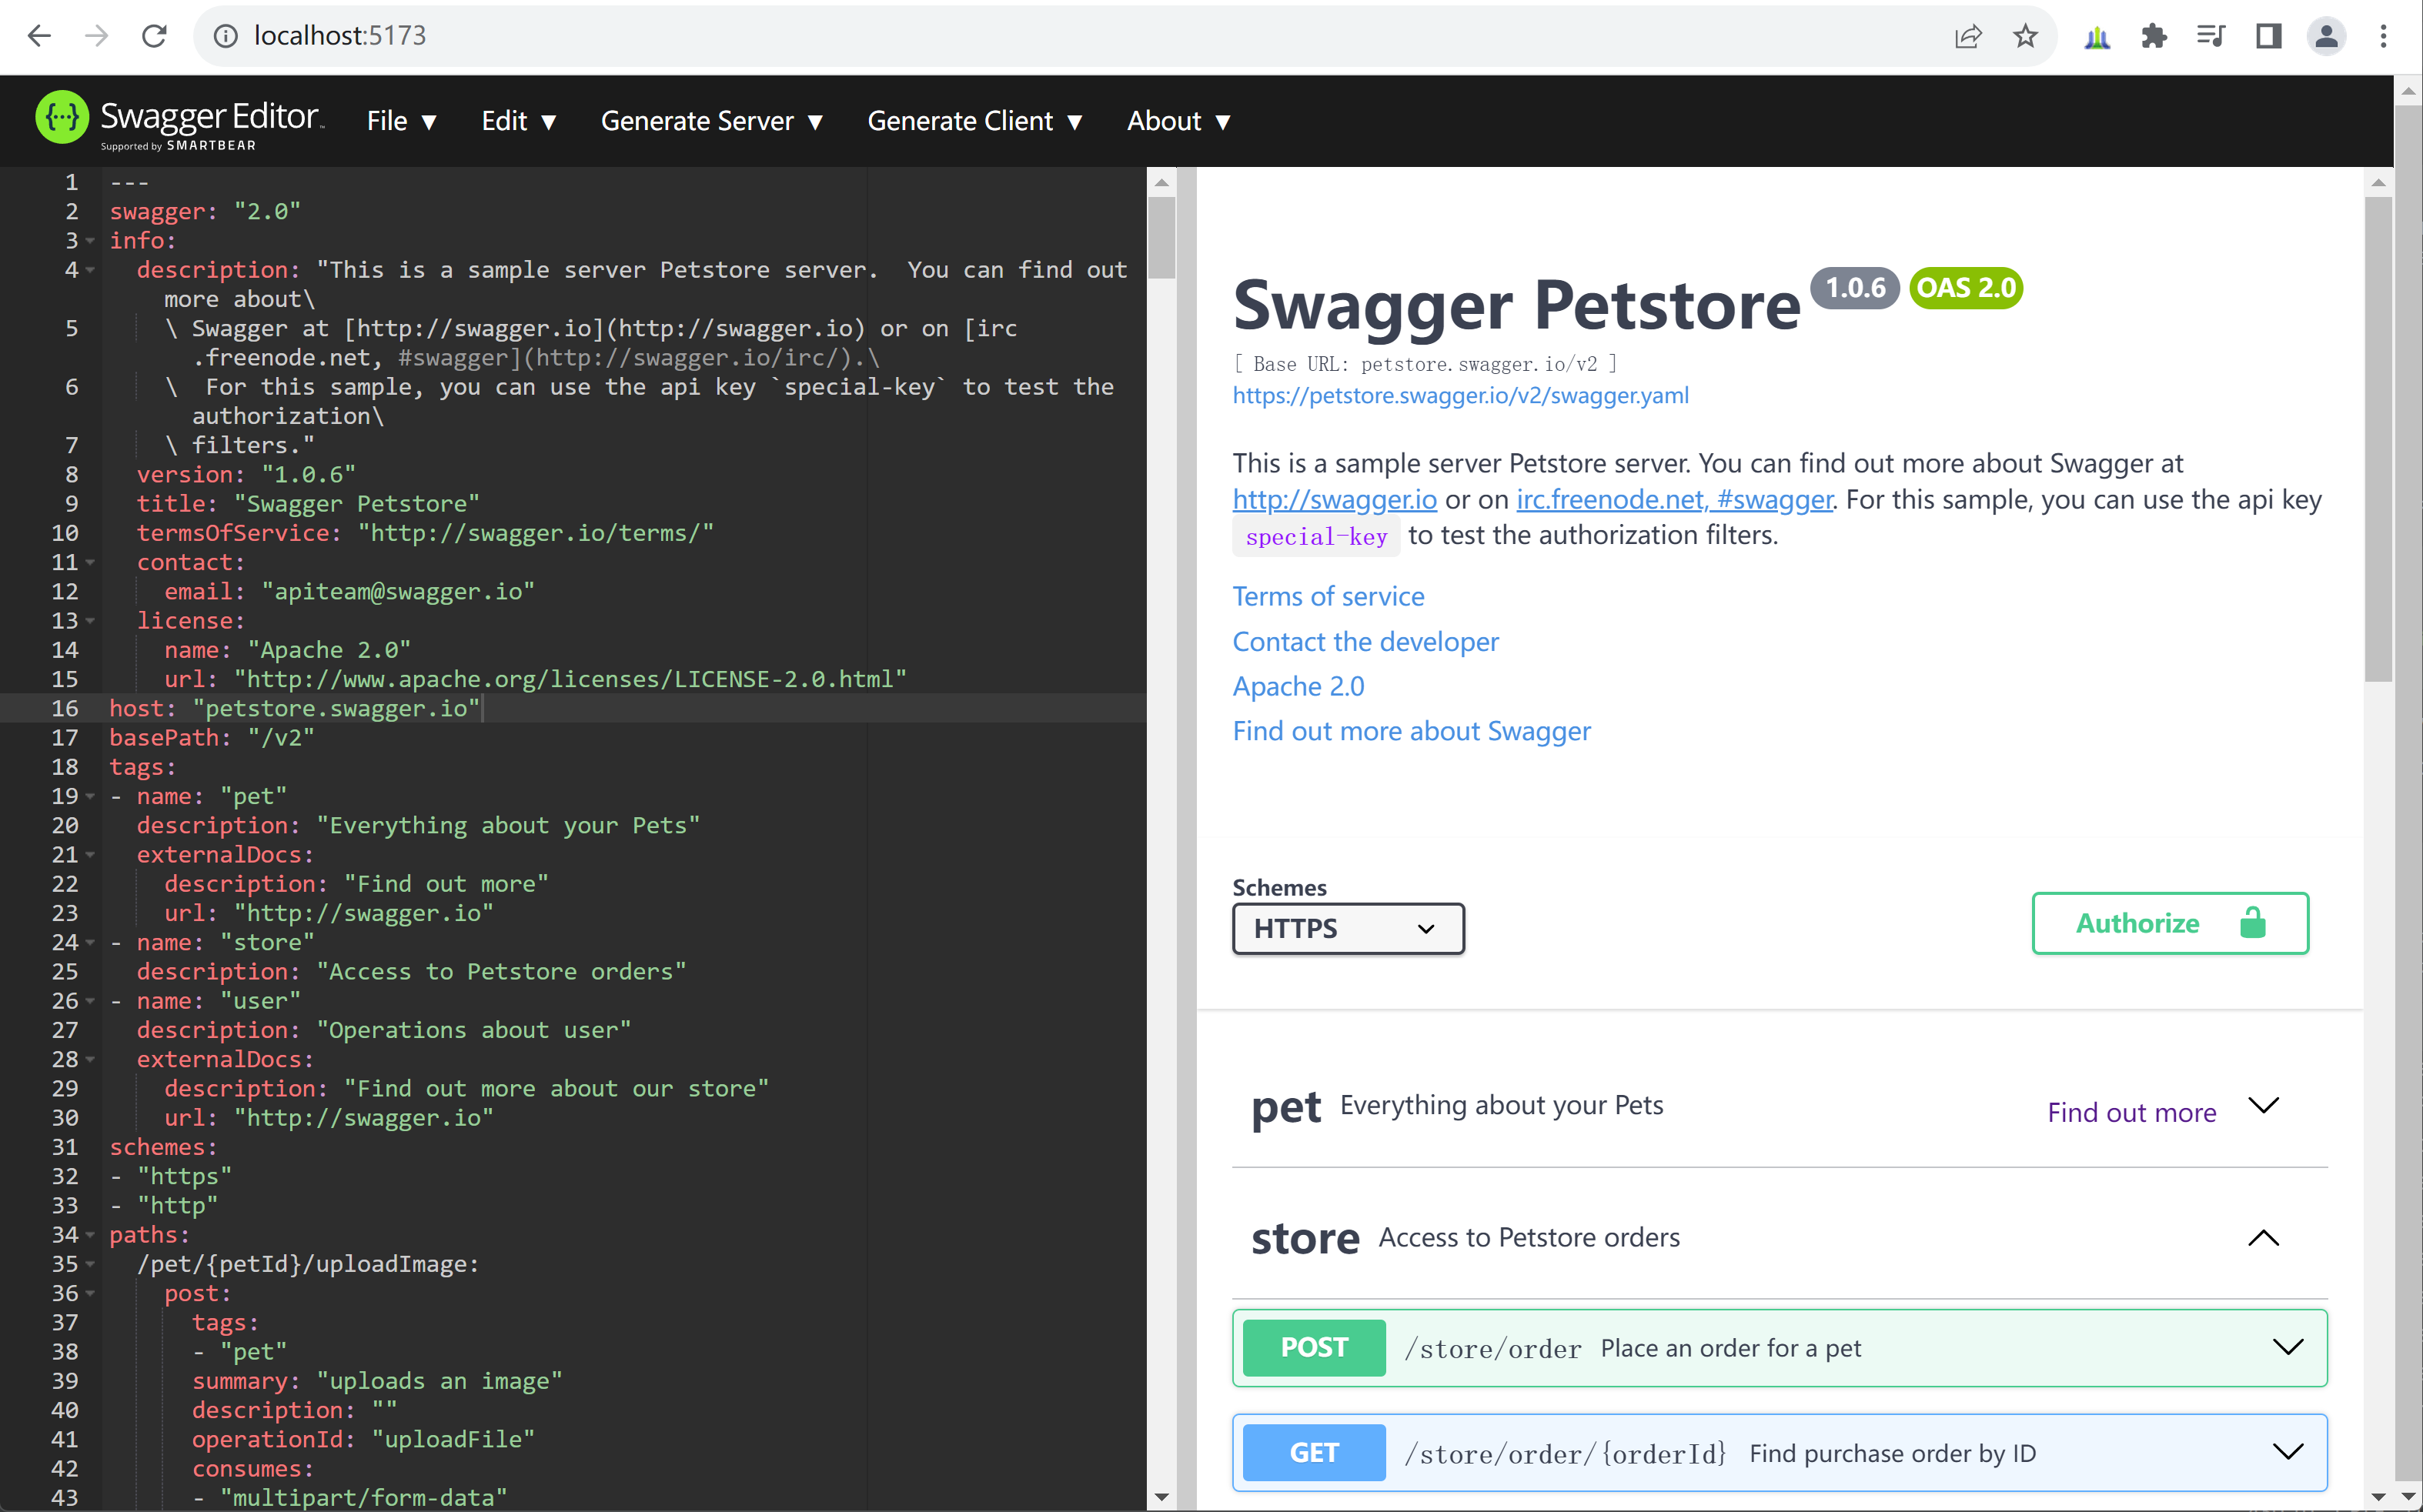 localhost:5173
Swagger Editor
Supported by SMARTBEAR
File ▼ Edit ▼ Generate Server ▼ Generate Client ▼ About ▼
1 ---
2 swagger: "2.0"
3 info:
4 description: "This is a sample server Petstore server.  You can find out
more about\
5 \ Swagger at [http://swagger.io](http://swagger.io) or on [irc
.freenode.net, #swagger](http://swagger.io/irc/).\
6 \  For this sample, you can use the api key `special-key` to test the
authorization\
7 \ filters."
8 version: "1.0.6"
9 title: "Swagger Petstore"
10 termsOfService: "http://swagger.io/terms/"
11 contact:
12 email: "apiteam@swagger.io"
13 license:
14 name: "Apache 2.0"
15 url: "http://www.apache.org/licenses/LICENSE-2.0.html"
16 host: "petstore.swagger.io"
17 basePath: "/v2"
18 tags:
19 - name: "pet"
20 description: "Everything about your Pets"
21 externalDocs:
22 description: "Find out more"
23 url: "http://swagger.io"
24 - name: "store"
25 description: "Access to Petstore orders"
26 - name: "user"
27 description: "Operations about user"
28 externalDocs:
29 description: "Find out more about our store"
30 url: "http://swagger.io"
31 schemes:
32 - "https"
33 - "http"
34 paths:
35 /pet/{petId}/uploadImage:
36 post:
37 tags:
38 - "pet"
39 summary: "uploads an image"
40 description: ""
41 operationId: "uploadFile"
42 consumes:
43 - "multipart/form-data"
Swagger Petstore 1.0.6 OAS 2.0
[ Base URL: petstore.swagger.io/v2 ]
https://petstore.swagger.io/v2/swagger.yaml
This is a sample server Petstore server. You can find out more about Swagger at
http://swagger.io or on irc.freenode.net, #swagger. For this sample, you can use the api key
special-key to test the authorization filters.
Terms of service
Contact the developer
Apache 2.0
Find out more about Swagger
Schemes
HTTPS
Authorize
pet Everything about your Pets Find out more
store Access to Petstore orders
POST /store/order Place an order for a pet
GET /store/order/{orderId} Find purchase order by ID